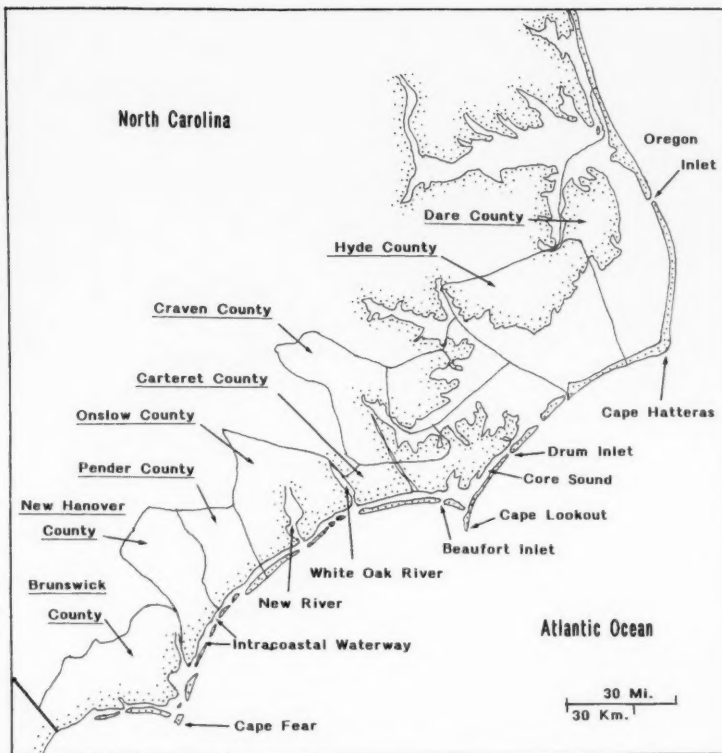 North Carolina
Oregon
Inlet
Dare County
Hyde County
Craven County
Carteret County
Cape Hatteras
Onslow County
Drum Inlet
Pender County
Core Sound
New Hanover
County
Cape Lookout
Beaufort Inlet
White Oak River
Brunswick
County
New River
Intracoastal Waterway
Atlantic Ocean
30 Mi.
30 Km.
Cape Fear